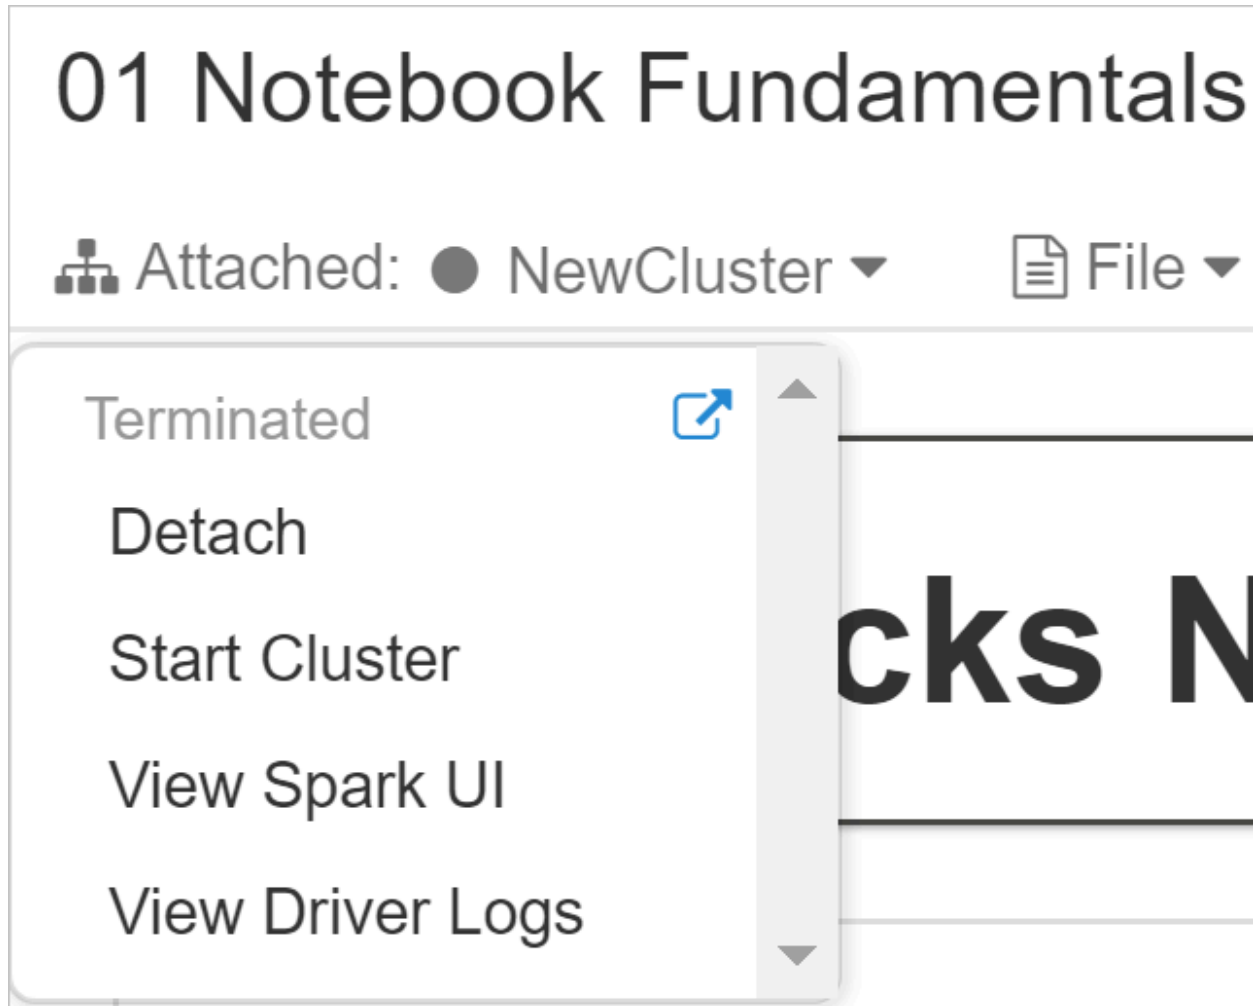 01 Notebook Fundamentals
Attached: NewCluster File
Terminated
Detach
Start Cluster
View Spark UI
View Driver Logs
cks N